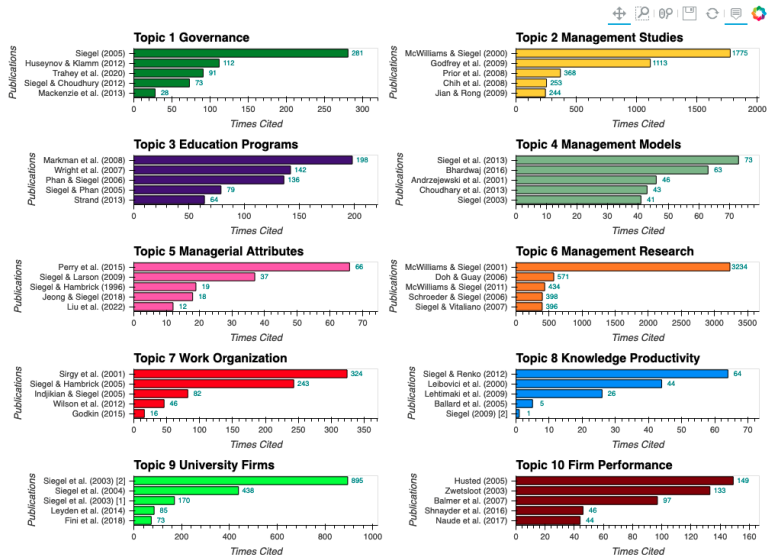 Topic 1 Governance
Publications
Siegel (2005) 281
Huseynov & Klamm (2012) 112
Trahey et al. (2020) 91
Siegel & Choudhury (2012) 73
Mackenzie et al. (2013) 28
0 50 100 150 200 250 300
Times Cited
Topic 2 Management Studies
Publications
McWilliams & Siegel (2000) 1775
Godfrey et al. (2009) 1113
Prior et al. (2008) 368
Chih et al. (2008) 253
Jian & Rong (2009) 244
0 500 1000 1500 2000
Times Cited
Topic 3 Education Programs
Publications
Markman et al. (2008) 198
Wright et al. (2007) 142
Phan & Siegel (2006) 136
Siegel & Phan (2005) 79
Strand (2013) 64
0 50 100 150 200
Times Cited
Topic 4 Management Models
Publications
Siegel et al. (2013) 73
Bhardwaj (2016) 63
Andrzejewski et al. (2001) 46
Choudhary et al. (2013) 43
Siegel (2003) 41
0 10 20 30 40 50 60 70
Times Cited
Topic 5 Managerial Attributes
Publications
Perry et al. (2015) 66
Siegel & Larson (2009) 37
Siegel & Hambrick (1996) 19
Jeong & Siegel (2018) 18
Liu et al. (2022) 12
0 10 20 30 40 50 60 70
Times Cited
Topic 6 Management Research
Publications
McWilliams & Siegel (2001) 3234
Doh & Guay (2006) 571
McWilliams & Siegel (2011) 434
Schroeder & Siegel (2006) 398
Siegel & Vitaliano (2007) 396
0 500 1000 1500 2000 2500 3000 3500
Times Cited
Topic 7 Work Organization
Publications
Sirgy et al. (2001) 324
Siegel & Hambrick (2005) 243
Indjikian & Siegel (2005) 82
Wilson et al. (2012) 46
Godkin (2015) 16
0 50 100 150 200 250 300 350
Times Cited
Topic 8 Knowledge Productivity
Publications
Siegel & Renko (2012) 64
Leibovici et al. (2000) 44
Lehtimaki et al. (2009) 26
Ballard et al. (2005) 5
Siegel (2009) [2] 1
0 10 20 30 40 50 60 70
Times Cited
Topic 9 University Firms
Publications
Siegel et al. (2003) [2] 895
Siegel et al. (2004) 438
Siegel et al. (2003) [1] 170
Leyden et al. (2014) 85
Fini et al. (2018) 73
0 200 400 600 800 1000
Times Cited
Topic 10 Firm Performance
Publications
Husted (2005) 149
Zwetsloot (2003) 133
Balmer et al. (2007) 97
Shnayder et al. (2016) 46
Naude et al. (2017) 44
0 20 40 60 80 100 120 140 160
Times Cited